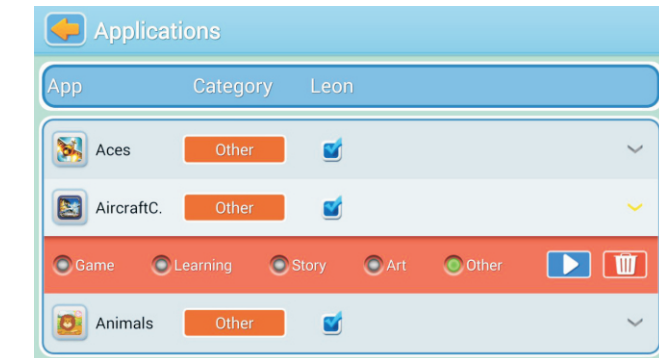 Applications
App Category Leon
Aces Other
AircraftC. Other
Game Learning Story Art Other
Animals Other